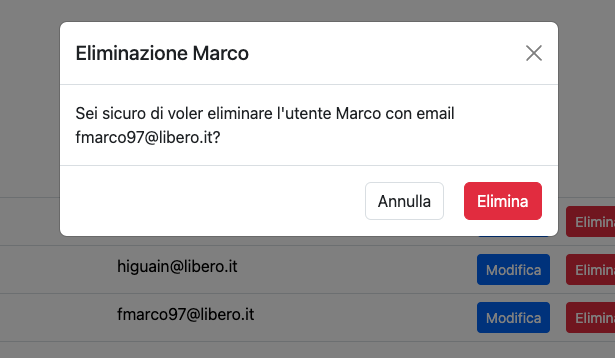 Eliminazione Marco
Sei sicuro di voler eliminare l'utente Marco con email
fmarco97@libero.it?
Annulla Elimina
Elimina
higuain@libero.it Modifica Elimina
fmarco97@libero.it Modifica Elimina